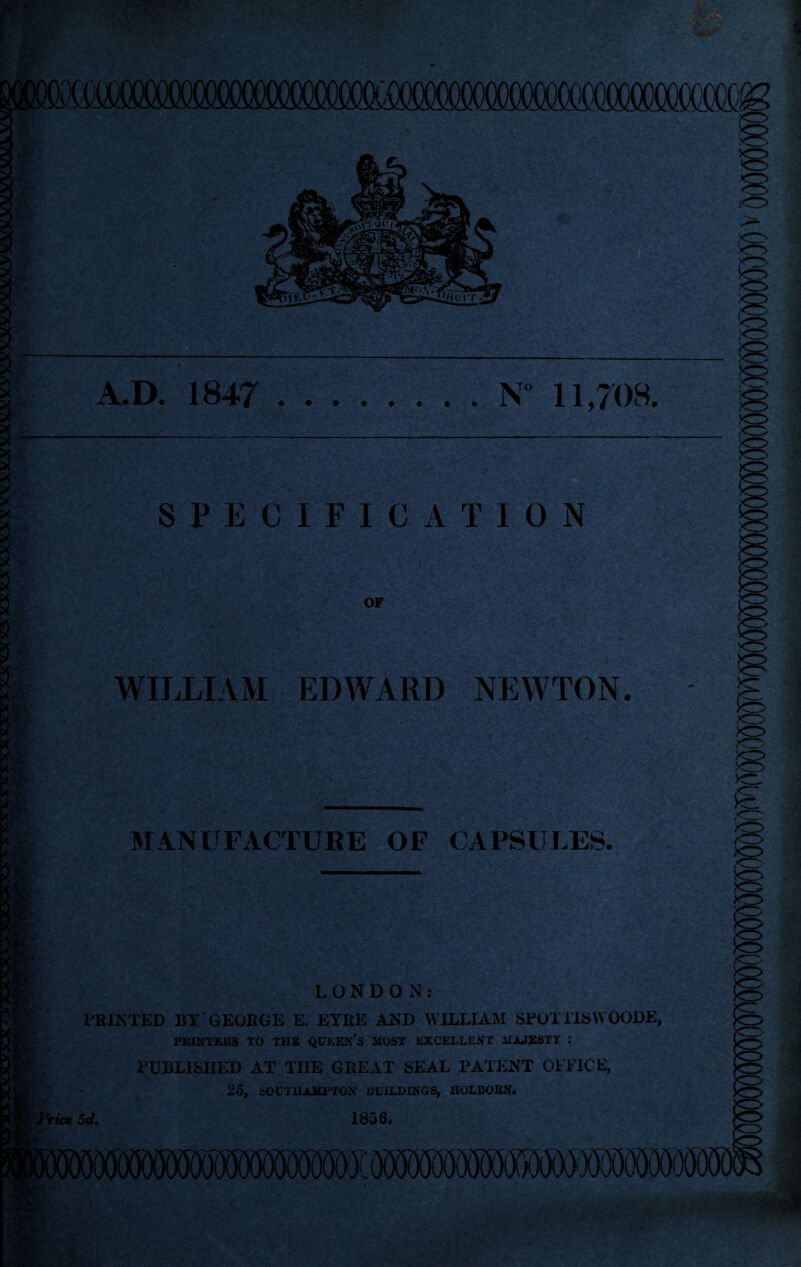 6
A.D. 1847 . . . . . . . . . N° 11,708.
SPECIFICATION
OF
WILLIAM EDWARD NEWTON.
MANUFACTURE OF CAPSULES.
LONDON:
PRINTED BY GEORGE E. EYRE AND WILLIAM SPOTTISWOODE,
PRINTERS TO THE QUEEN'S MOST EXCELLENT MAJESTY:
PUBLISHED AT THE GREAT SEAL PATENT OFFICE,
25, SOUTHAMPTON BUILDINGS, HOLBORN.
Price 5d. 1856.